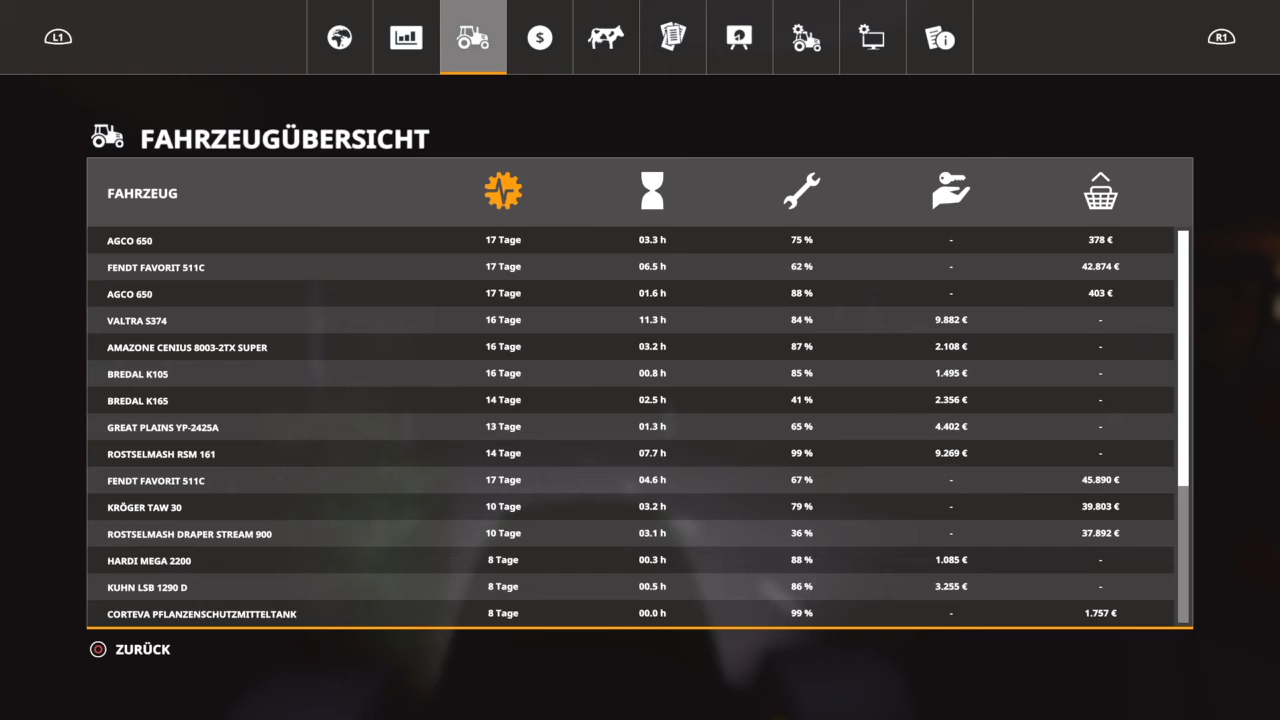 L1
R1
FAHRZEUGÜBERSICHT
FAHRZEUG
AGCO 650 17 Tage 03.3 h 75 % - 378 €
FENDT FAVORIT 511C 17 Tage 06.5 h 62 % - 42.874 €
AGCO 650 17 Tage 01.6 h 88 % - 403 €
VALTRA S374 16 Tage 11.3 h 84 % 9.882 € -
AMAZONE CENIUS 8003-2TX SUPER 16 Tage 03.2 h 87 % 2.108 € -
BREDAL K105 16 Tage 00.8 h 85 % 1.495 € -
BREDAL K165 14 Tage 02.5 h 41 % 2.356 € -
GREAT PLAINS YP-2425A 13 Tage 01.3 h 65 % 4.402 € -
ROSTSELMASH RSM 161 14 Tage 07.7 h 99 % 9.269 € -
FENDT FAVORIT 511C 17 Tage 04.6 h 67 % - 45.890 €
KRÖGER TAW 30 10 Tage 03.2 h 79 % - 39.803 €
ROSTSELMASH DRAPER STREAM 900 10 Tage 03.1 h 36 % - 37.892 €
HARDI MEGA 2200 8 Tage 00.3 h 88 % 1.085 € -
KUHN LSB 1290 D 8 Tage 00.5 h 86 % 3.255 € -
CORTEVA PFLANZENSCHUTZMITTELTANK 8 Tage 00.0 h 99 % - 1.757 €
ZURÜCK